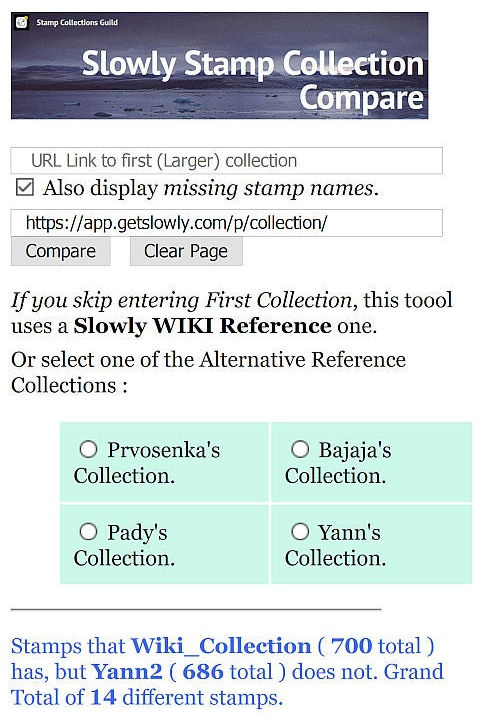 Stamp Collections Guild
Slowly Stamp Collection
Compare
URL Link to first (Larger) collection
Also display missing stamp names.
https://app.getslowly.com/p/collection/
Compare
Clear Page
If you skip entering First Collection, this toool
uses a Slowly WIKI Reference one.
Or select one of the Alternative Reference
Collections :
Prvosenka's
Collection.
Bajaja's
Collection.
Pady's
Collection.
Yann's
Collection.
Stamps that Wiki_Collection ( 700 total )
has, but Yann2 ( 686 total ) does not. Grand
Total of 14 different stamps.